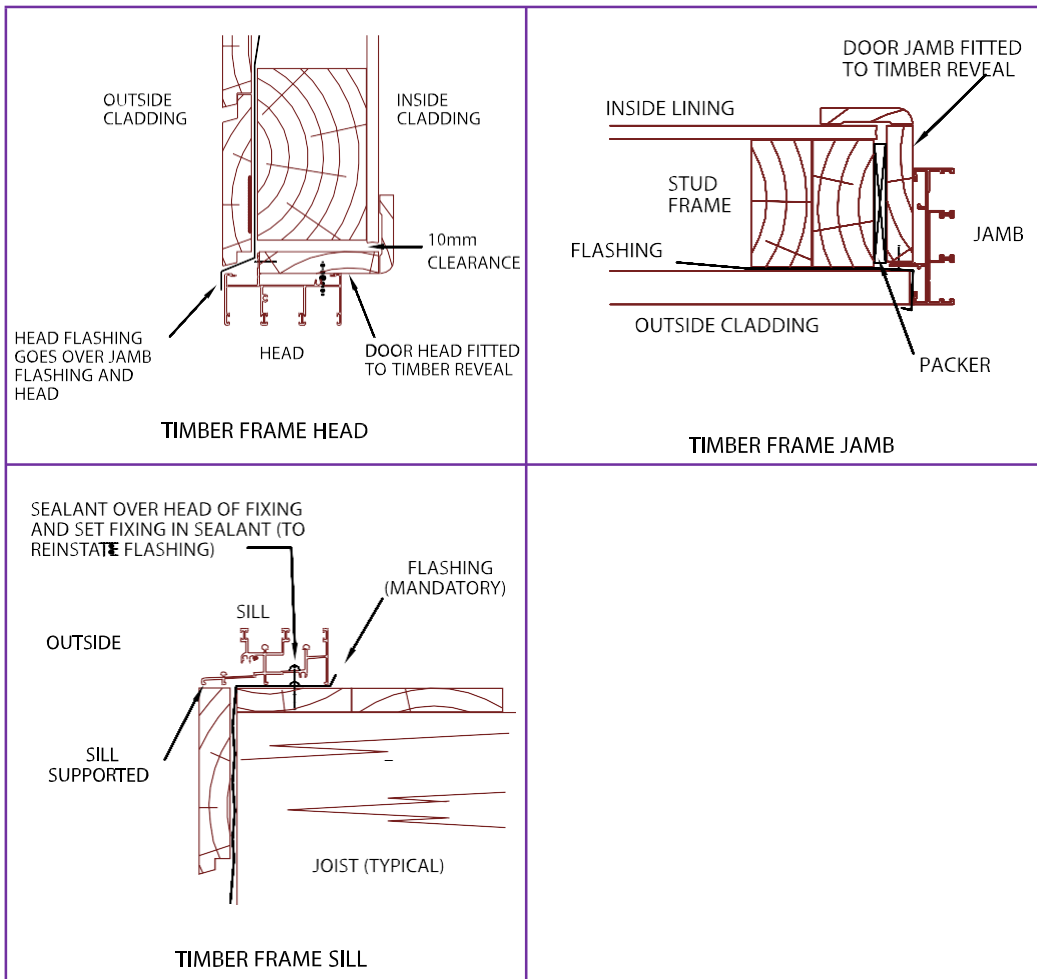 OUTSIDE
CLADDING
INSIDE
CLADDING
10mm
CLEARANCE
HEAD FLASHING
GOES OVER JAMB
FLASHING AND
HEAD
HEAD
DOOR HEAD FITTED
TO TIMBER REVEAL
TIMBER FRAME HEAD
DOOR JAMB FITTED
TO TIMBER REVEAL
INSIDE LINING
STUD
FRAME
JAMB
FLASHING
OUTSIDE CLADDING
PACKER
TIMBER FRAME JAMB
SEALANT OVER HEAD OF FIXING
AND SET FIXING IN SEALANT (TO
REINSTATE FLASHING)
FLASHING
(MANDATORY)
SILL
OUTSIDE
SILL
SUPPORTED
JOIST (TYPICAL)
TIMBER FRAME SILL